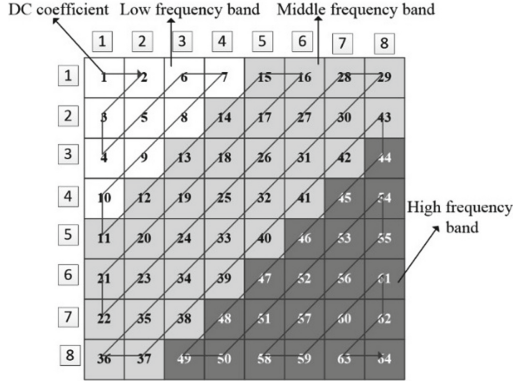 DC coefficient Low frequency band Middle frequency band
1 2 3 4 5 6 7 8
1 1 2 6 7 15 16 28 29
2 3 5 8 14 17 27 30 43
3 4 9 13 18 26 31 42 44
4 10 12 19 25 32 41 45 54
5 11 20 24 33 40 46 53 55
6 21 23 34 39 47 52 56 61
7 22 35 38 48 51 57 60 62
8 36 37 49 50 58 59 63 64
High frequency
band